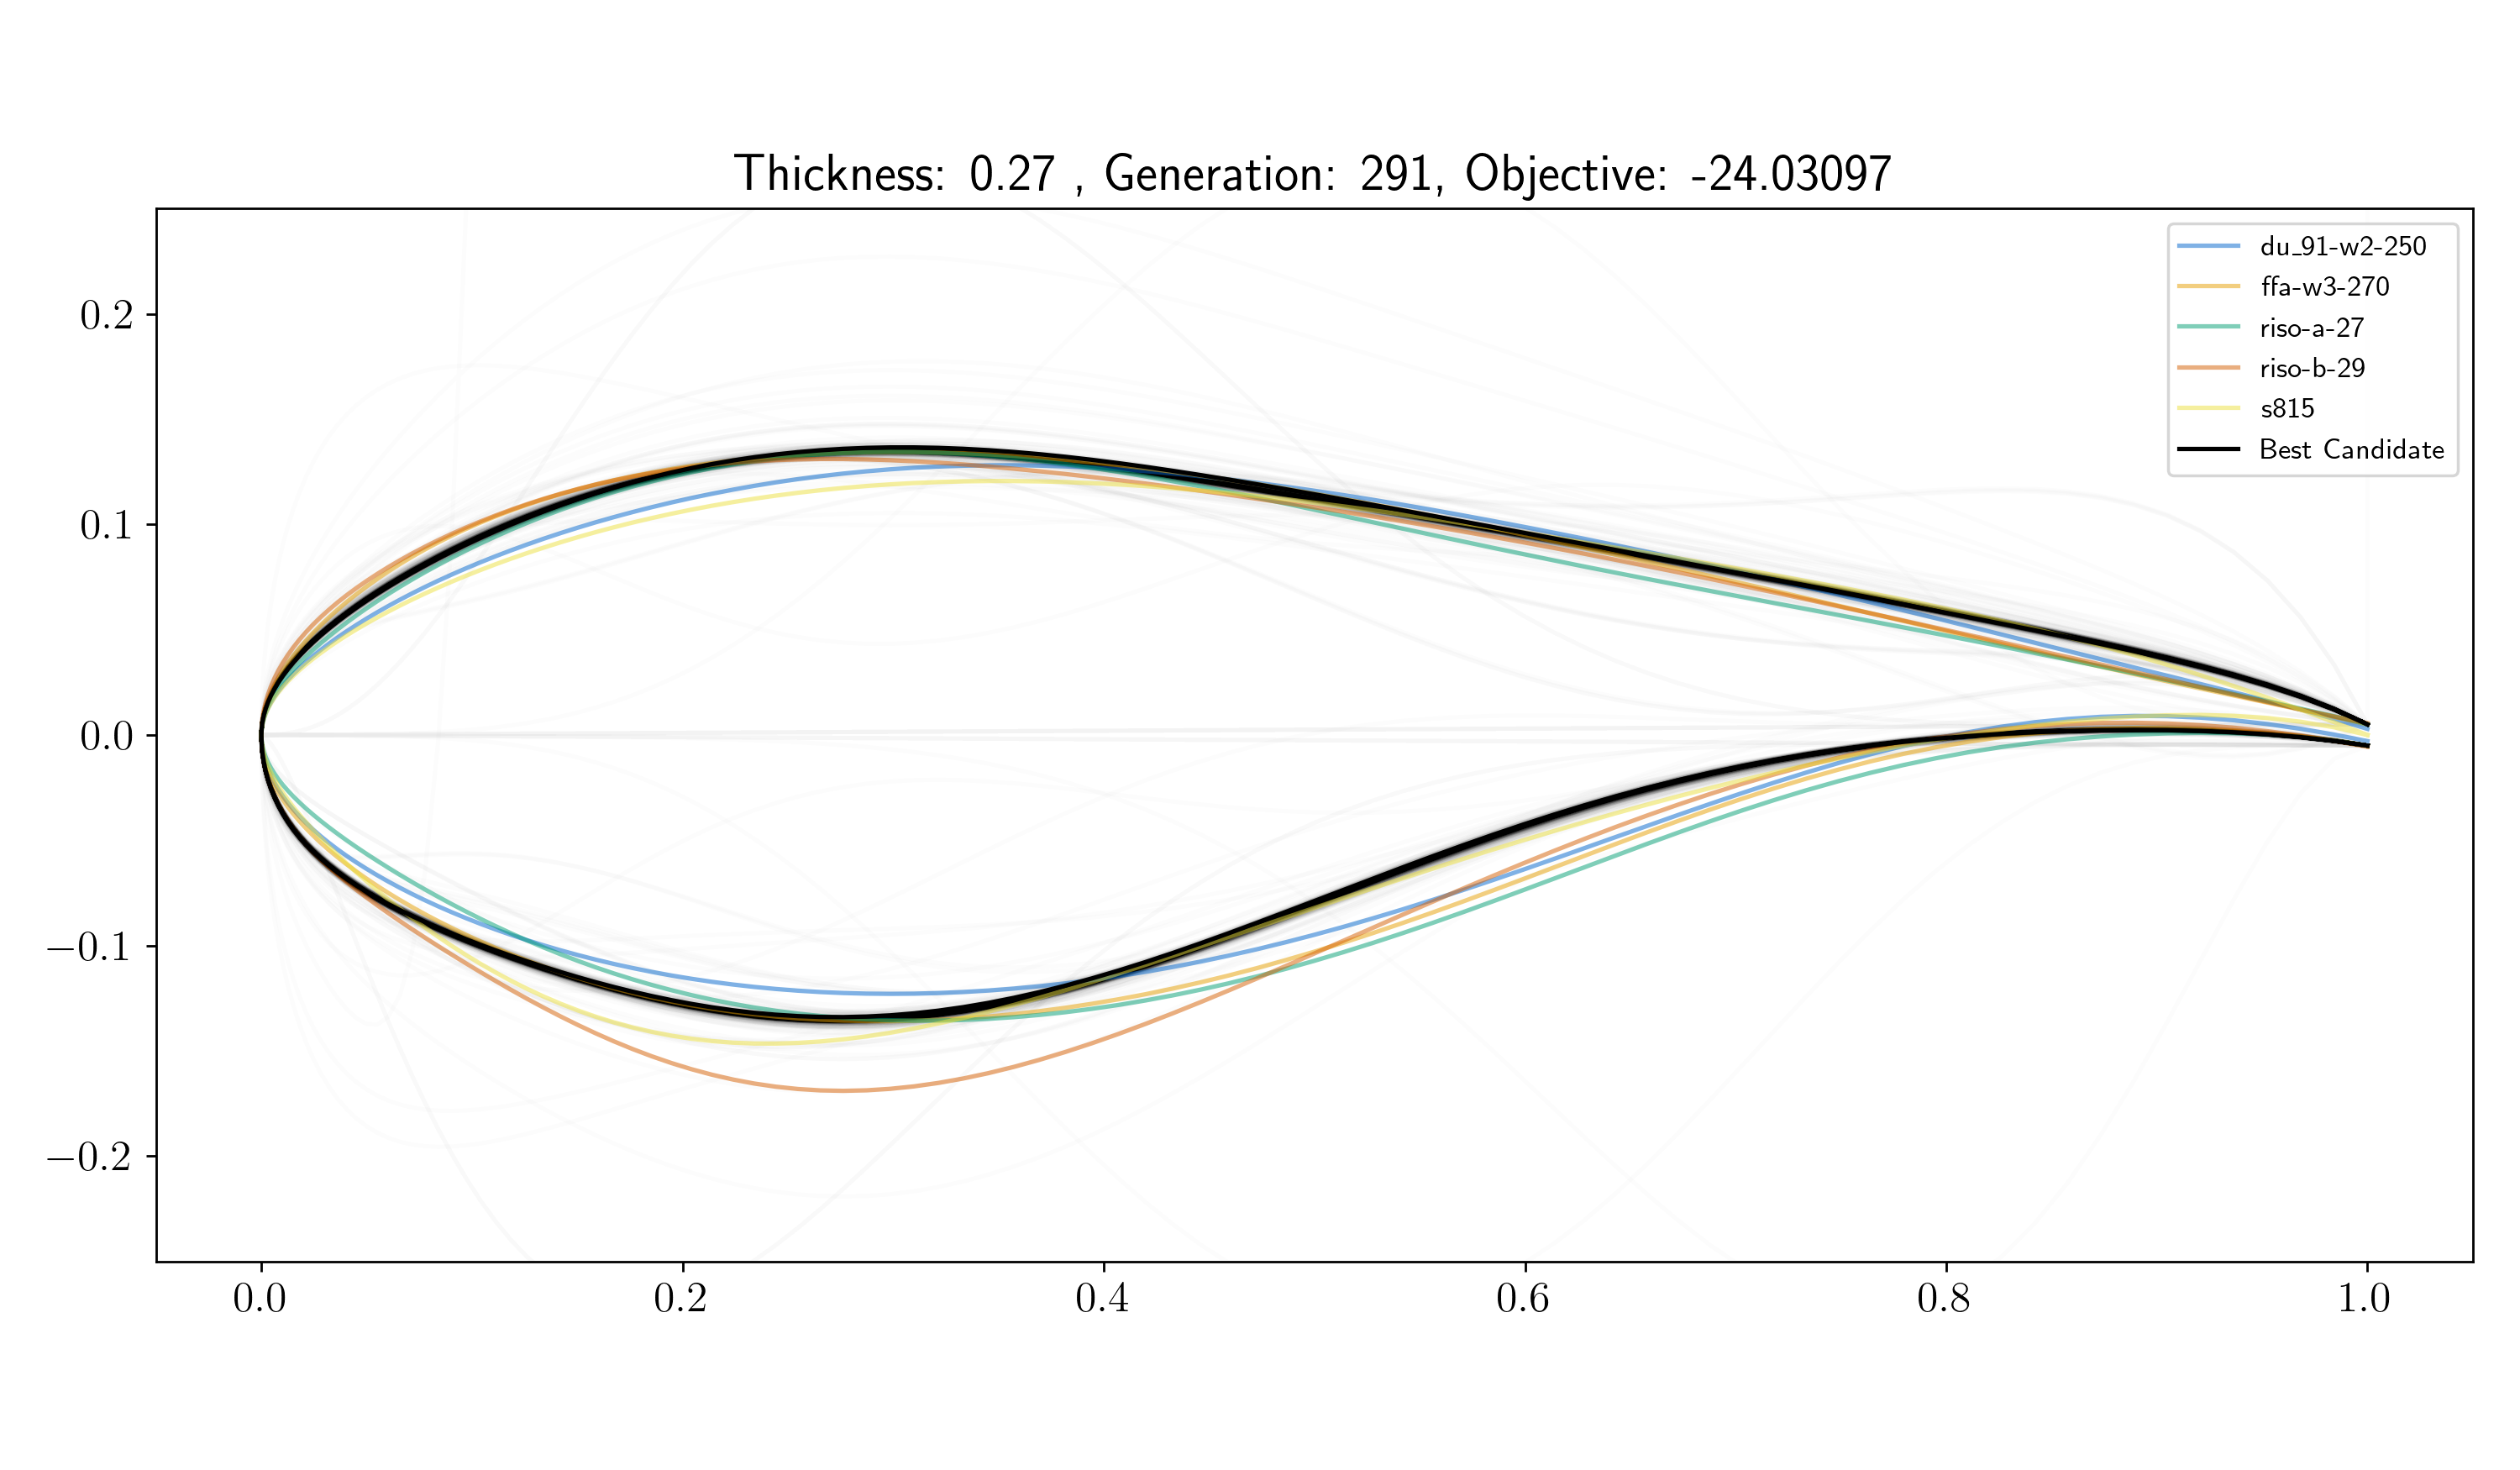 Thickness: 0.27 , Generation: 291, Objective: -24.03097
du_91-w2-250
ffa-w3-270
riso-a-27
riso-b-29
s815
Best Candidate
0.2
0.1
0.0
−0.1
−0.2
0.0 0.2 0.4 0.6 0.8 1.0